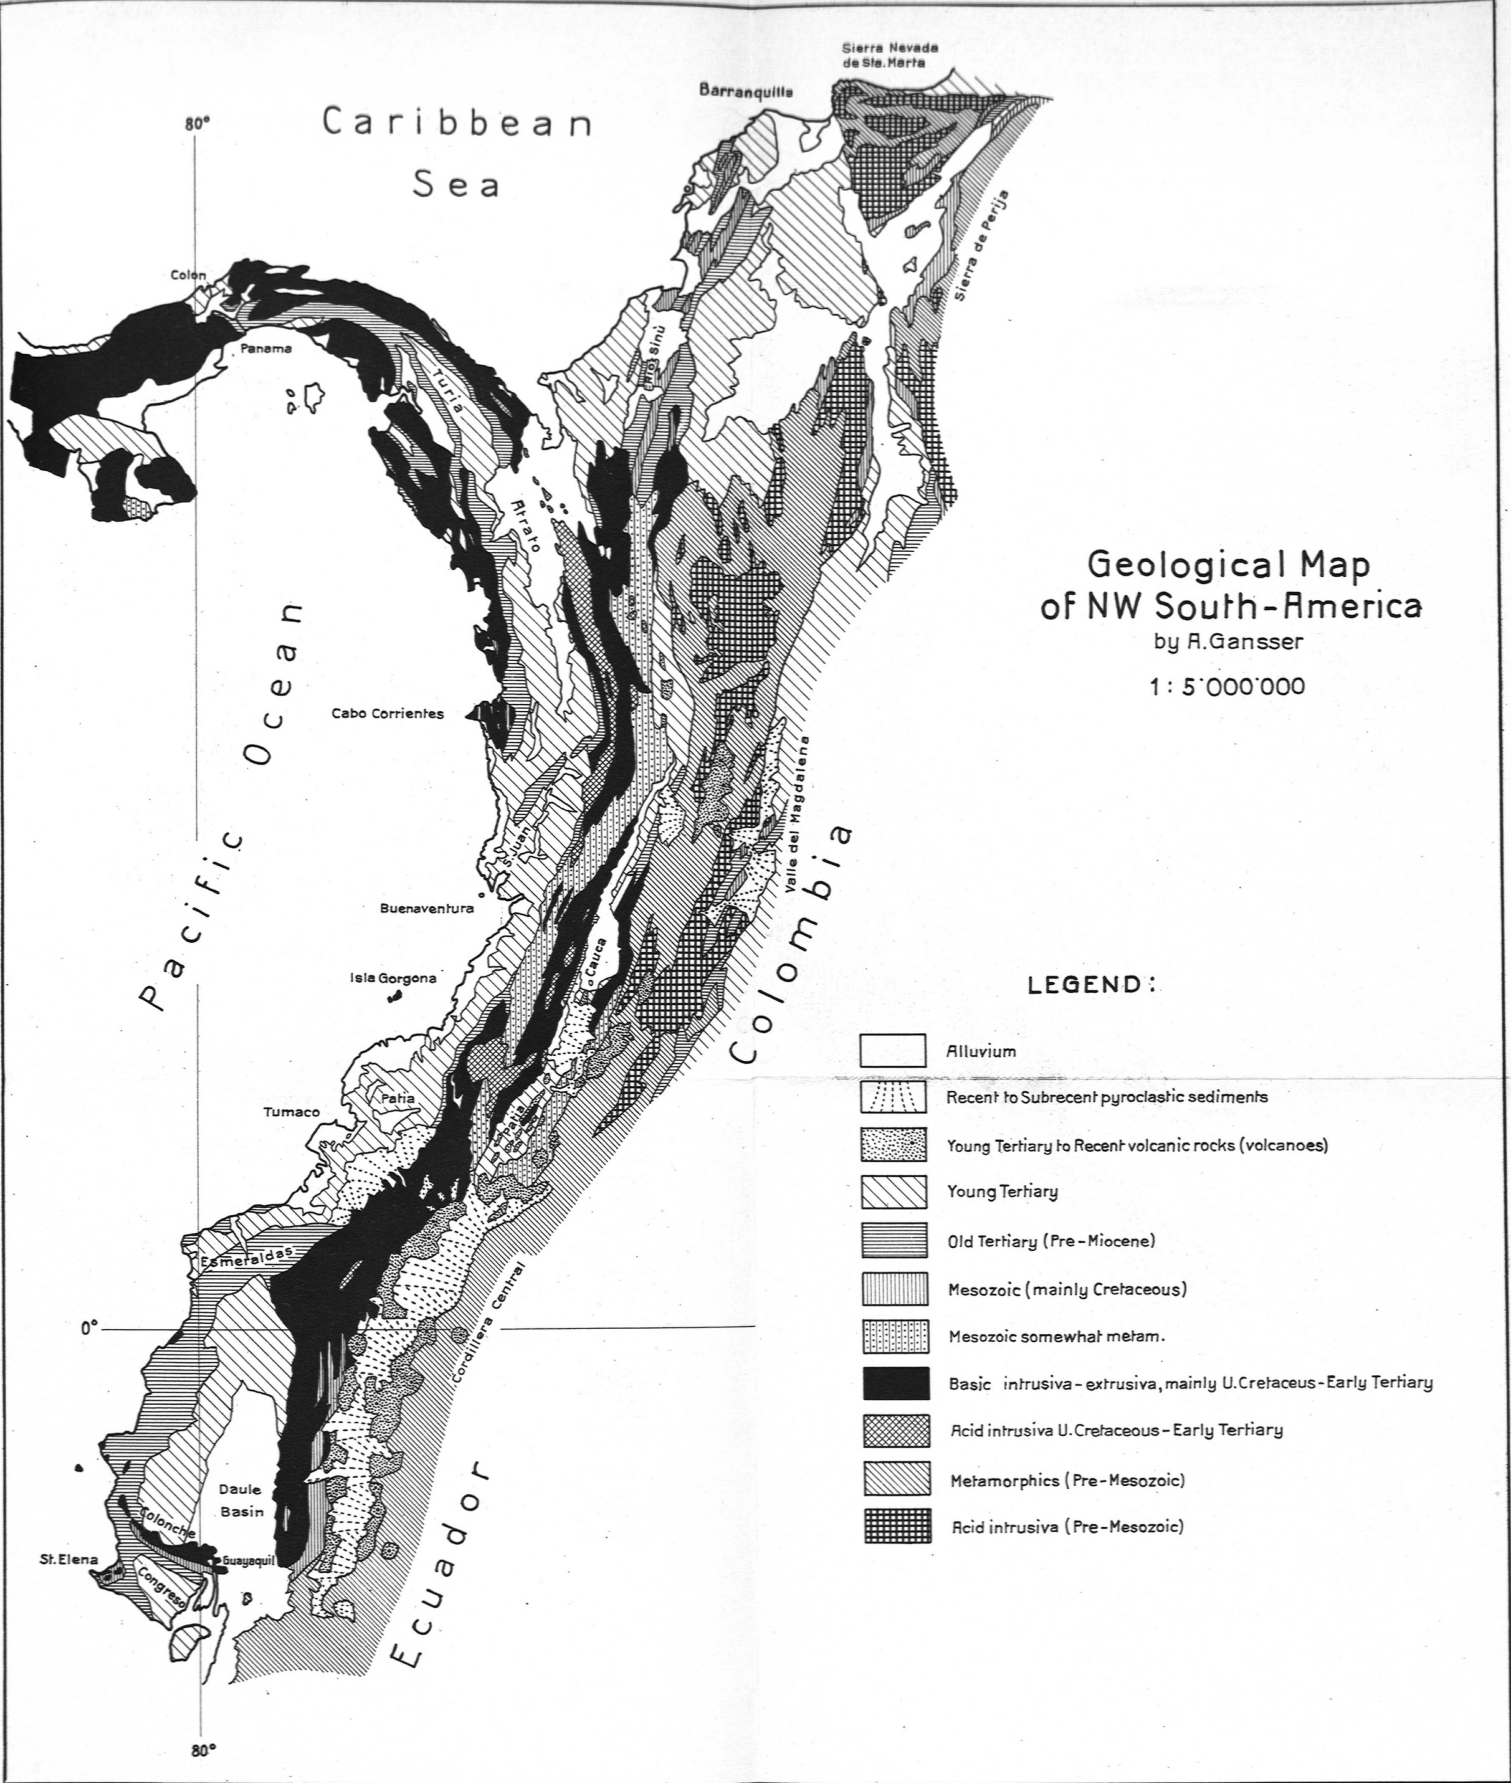 Sierra Nevada
de Sta. Marta
Barranquilla
80°
Caribbean
Sea
Sierra de Perija
Colon
Panama
Rio Sinú
Turia
Atrato
Geological Map
of NW South-America
by A. Gansser
1 : 5'000'000
Pacific Ocean
Cabo Corrientes
Valle del Magdalena
S. Juan
Colombia
Buenaventura
Cauca
Isla Gorgona
LEGEND:
Alluvium
Recent to Subrecent pyroclastic sediments
Young Tertiary to Recent volcanic rocks (volcanoes)
Young Tertiary
Old Tertiary (Pre-Miocene)
Mesozoic (mainly Cretaceous)
Mesozoic somewhat metam.
Basic intrusiva-extrusiva, mainly U.Cretaceus-Early Tertiary
Acid intrusiva U.Cretaceous-Early Tertiary
Metamorphics (Pre-Mesozoic)
Acid intrusiva (Pre-Mesozoic)
Patia
Tumaco
Patia
Esmeraldas
0°
Cordillera Central
Daule
Basin
Colonche
St. Elena
Guayaquil
Congreso
Ecuador
80°